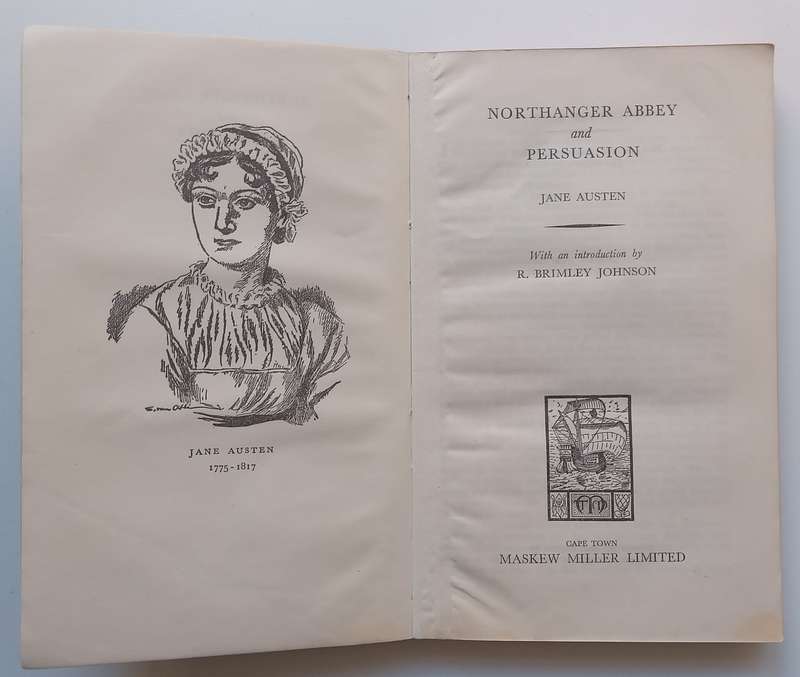 JANE AUSTEN
1775-1817
NORTHANGER ABBEY
and
PERSUASION
JANE AUSTEN
With an introduction by
R. BRIMLEY JOHNSON
CAPE TOWN
MASKEW MILLER LIMITED